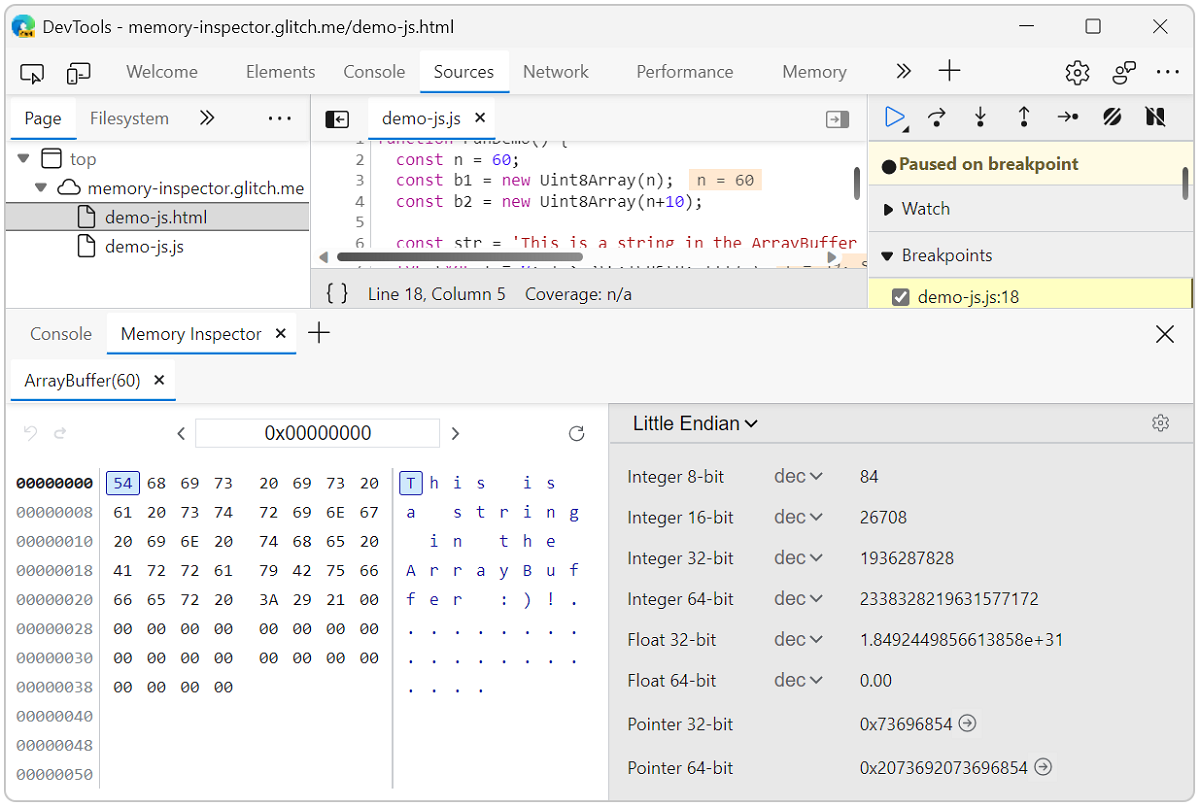 DevTools - memory-inspector.glitch.me/demo-js.html
Welcome Elements Console Sources Network Performance Memory
Page Filesystem
demo-js.js
top
memory-inspector.glitch.me
demo-js.html
demo-js.js
1 function runDemo() {
2 const n = 60;
3 const b1 = new Uint8Array(n); n = 60
4 const b2 = new Uint8Array(n+10);
5
6 const str = 'This is a string in the ArrayBuffer
{ } Line 18, Column 5 Coverage: n/a
Paused on breakpoint
Watch
Breakpoints
demo-js.js:18
Console Memory Inspector
ArrayBuffer(60)
0x00000000
00000000 54 68 69 73 20 69 73 20 T h i s i s
00000008 61 20 73 74 72 69 6E 67 a s t r i n g
00000010 20 69 6E 20 74 68 65 20 i n t h e
00000018 41 72 72 61 79 42 75 66 A r r a y B u f
00000020 66 65 72 20 3A 29 21 00 f e r : ) ! .
00000028 00 00 00 00 00 00 00 00 . . . . . . . .
00000030 00 00 00 00 00 00 00 00 . . . . . . . .
00000038 00 00 00 00 . . . .
00000040
00000048
00000050
Little Endian
Integer 8-bit dec 84
Integer 16-bit dec 26708
Integer 32-bit dec 1936287828
Integer 64-bit dec 2338328219631577172
Float 32-bit dec 1.8492449856613858e+31
Float 64-bit dec 0.00
Pointer 32-bit 0x73696854
Pointer 64-bit 0x2073692073696854